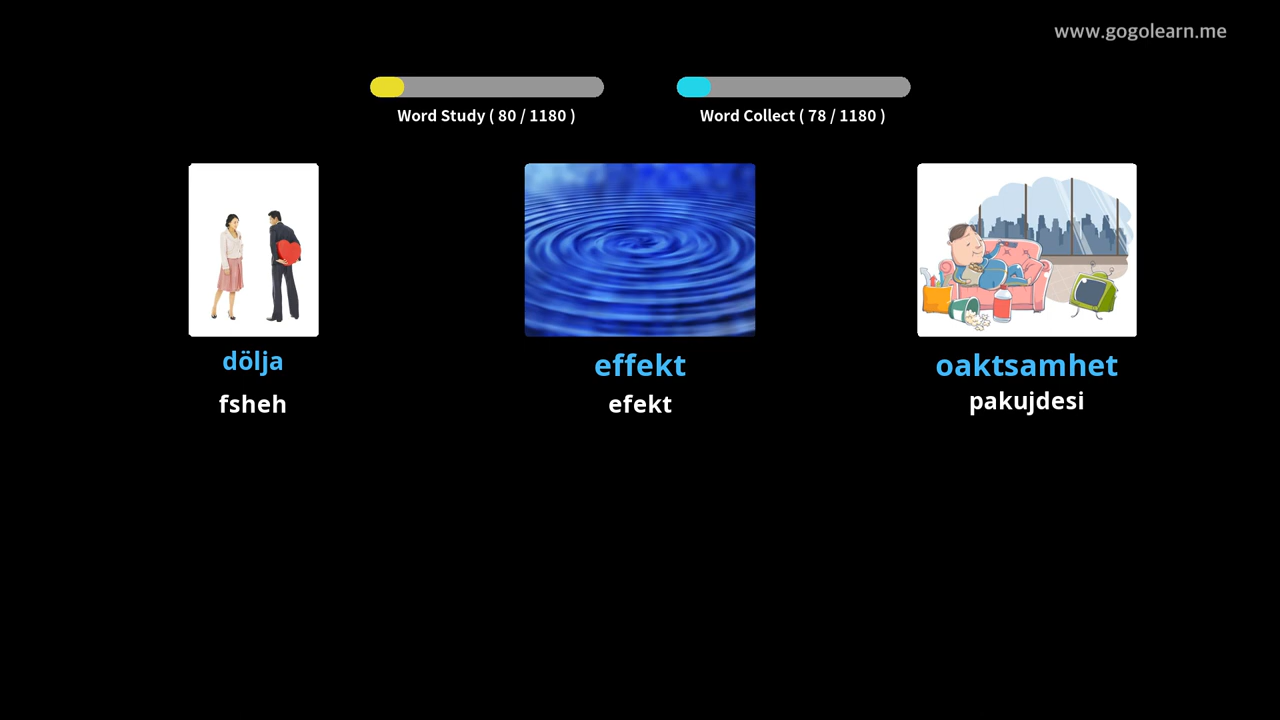 www.gogolearn.me
Word Study ( 80 / 1180 )
Word Collect ( 78 / 1180 )
dölja
effekt
oaktsamhet
fsheh
efekt
pakujdesi